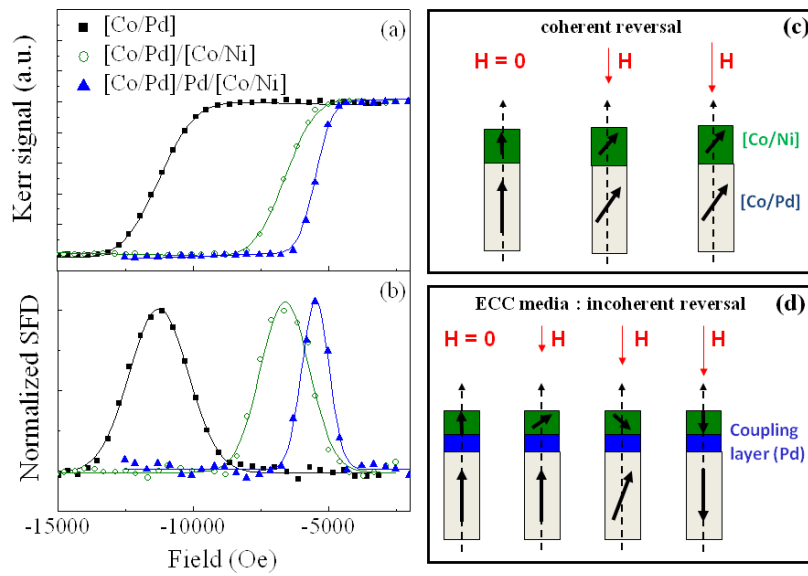 [Co/Pd]
(a)
[Co/Pd]/[Co/Ni]
[Co/Pd]/Pd/[Co/Ni]
Kerr signal (a.u.)
(b)
Normalized SFD
-15000
-10000
-5000
Field (Oe)
(c)
coherent reversal
H = 0
H
H
[Co/Ni]
[Co/Pd]
ECC media : incoherent reversal
(d)
H = 0
H
H
H
Coupling
layer (Pd)